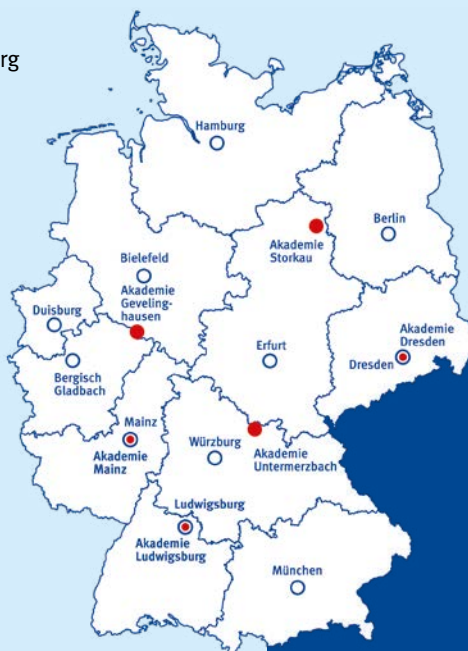 rg
Hamburg
Berlin
Akademie
Storkau
Bielefeld
Akademie
Geveling-
hausen
Duisburg
Bergisch
Gladbach
Erfurt
Akademie
Dresden
Dresden
Mainz
Akademie
Mainz
Würzburg
Akademie
Untermerzbach
Ludwigsburg
Akademie
Ludwigsburg
München